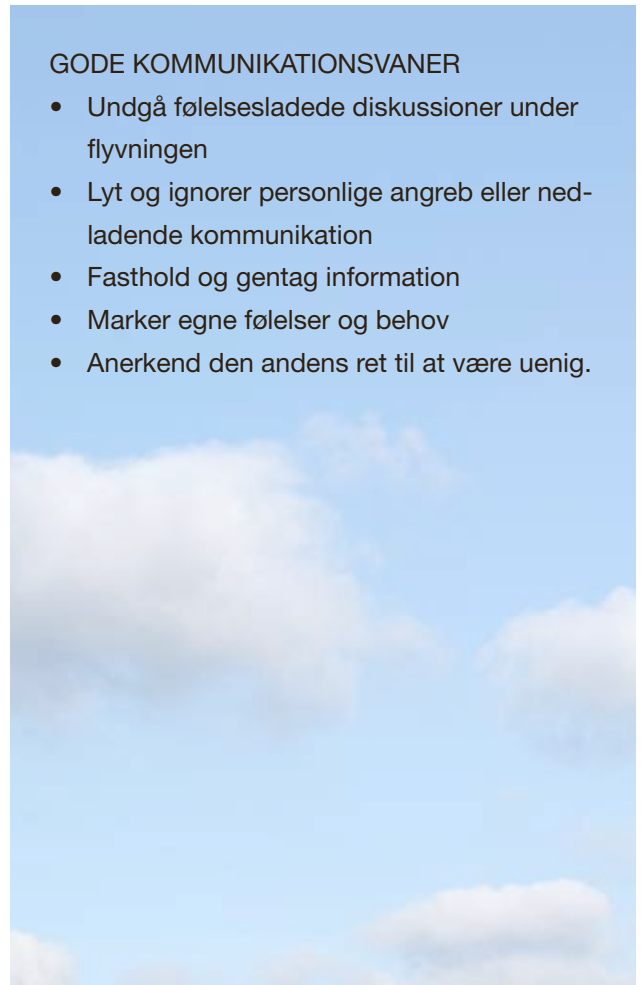 GODE KOMMUNIKATIONSVANER
• Undgå følelsesladede diskussioner under
flyvningen
• Lyt og ignorer personlige angreb eller ned-
ladende kommunikation
• Fasthold og gentag information
• Marker egne følelser og behov
• Anerkend den andens ret til at være uenig.